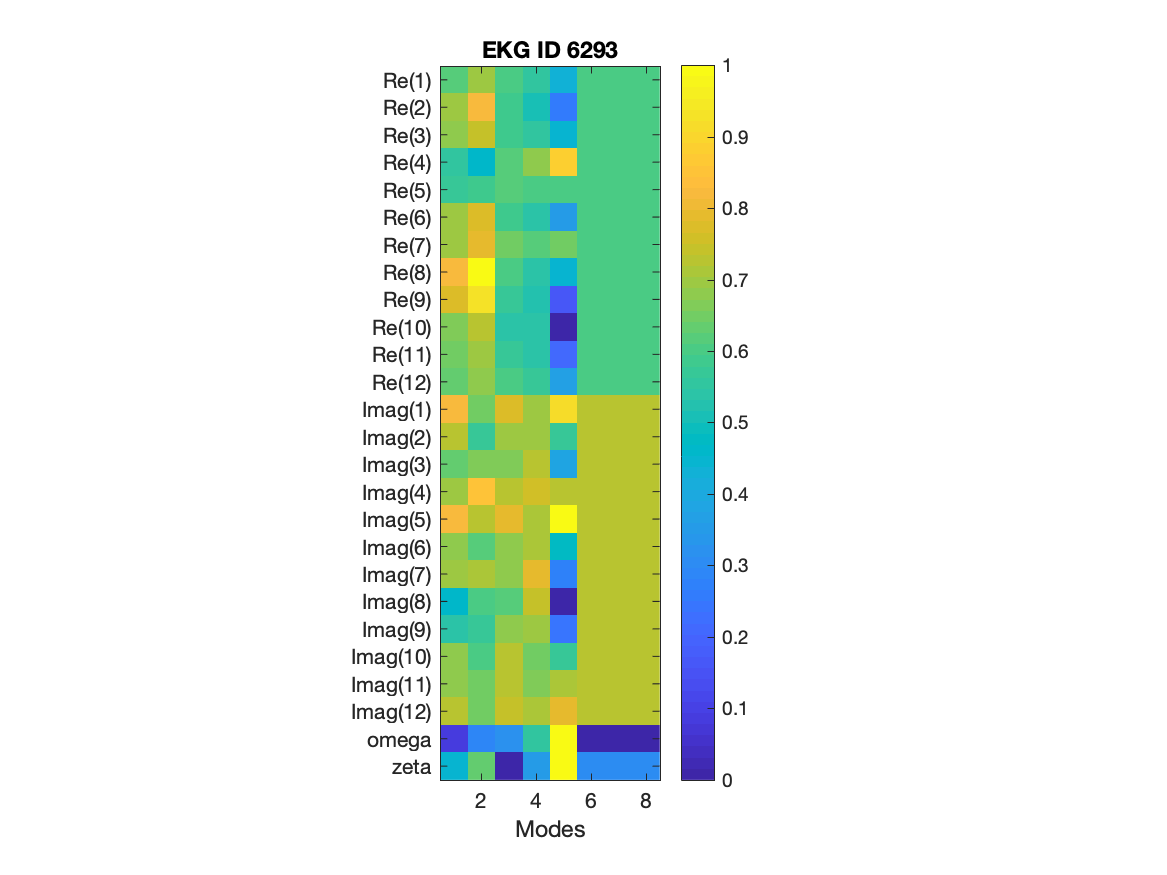 EKG ID 6293
Re(1)
Re(2)
Re(3)
Re(4)
Re(5)
Re(6)
Re(7)
Re(8)
Re(9)
Re(10)
Re(11)
Re(12)
Imag(1)
Imag(2)
Imag(3)
Imag(4)
Imag(5)
Imag(6)
Imag(7)
Imag(8)
Imag(9)
Imag(10)
Imag(11)
Imag(12)
omega
zeta
2 4 6 8
Modes
1
0.9
0.8
0.7
0.6
0.5
0.4
0.3
0.2
0.1
0